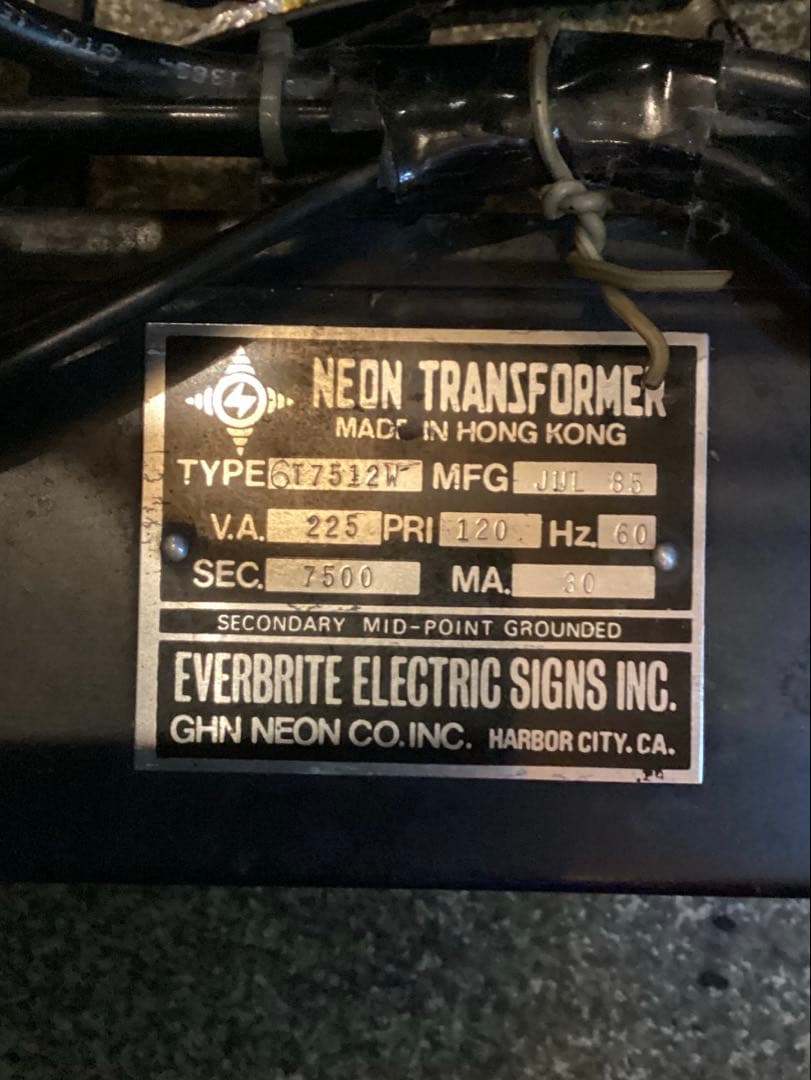 NEON TRANSFORMER
MADE IN HONG KONG
TYPE 6T7512W MFG JUL 85
V.A. 225 PRI 120 Hz. 60
SEC. 7500 MA. 30
SECONDARY MID-POINT GROUNDED
EVERBRITE ELECTRIC SIGNS INC.
GHN NEON CO. INC. HARBOR CITY. CA.